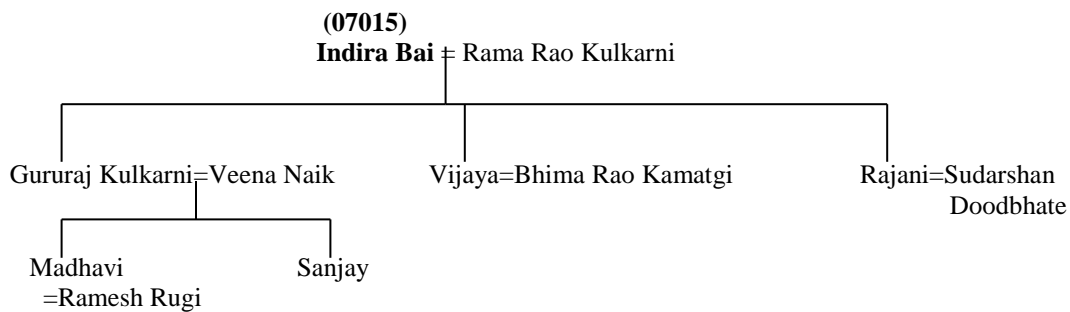 (07015)
Indira Bai = Rama Rao Kulkarni
Gururaj Kulkarni=Veena Naik
Vijaya=Bhima Rao Kamatgi
Rajani=Sudarshan
Doodbhate
Madhavi
=Ramesh Rugi
Sanjay